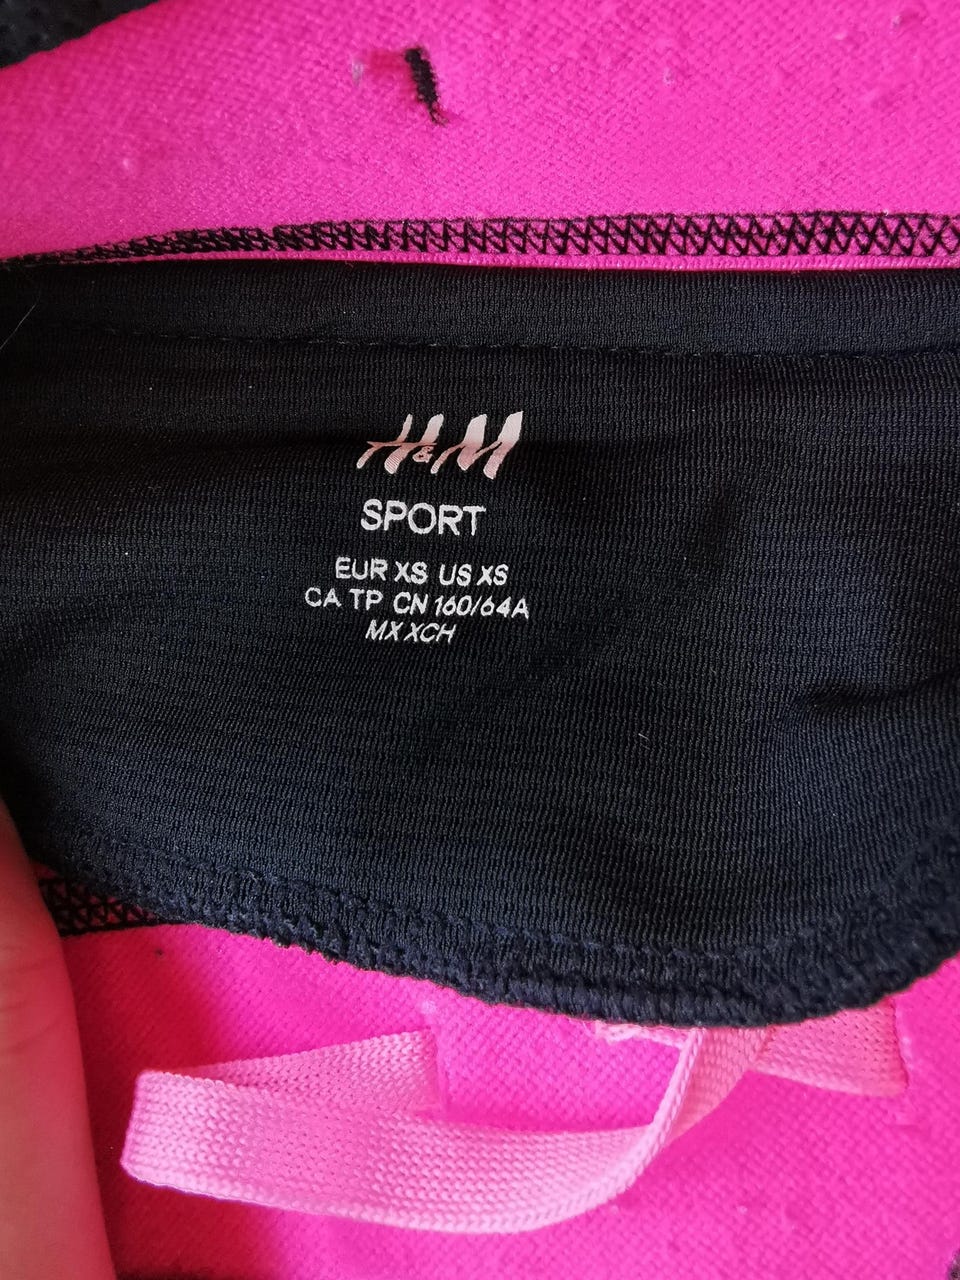 H&M
SPORT
EUR XS US XS
CA TP CN 160/64A
MX XCH